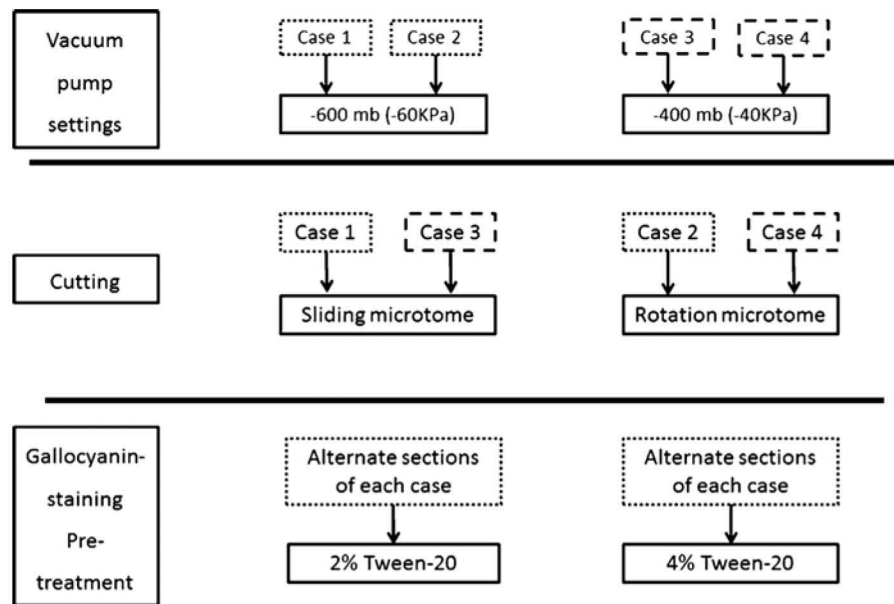 Vacuum
pump
settings
Case 1
Case 2
Case 3
Case 4
-600 mb (-60KPa)
-400 mb (-40KPa)
Cutting
Case 1
Case 3
Case 2
Case 4
Sliding microtome
Rotation microtome
Gallocyanin-
staining
Pre-
treatment
Alternate sections
of each case
Alternate sections
of each case
2% Tween-20
4% Tween-20